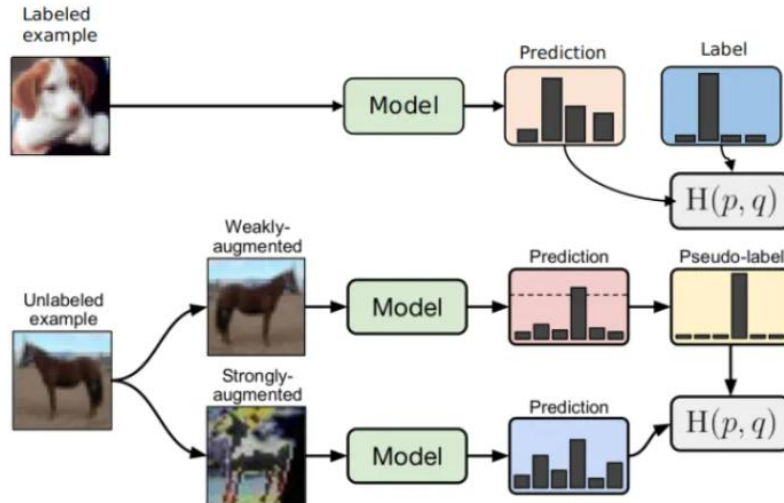 Labeled
example
Model
Prediction
Label
H(p, q)
Unlabeled
example
Weakly-
augmented
Model
Prediction
Pseudo-label
Strongly-
augmented
Model
Prediction
H(p, q)